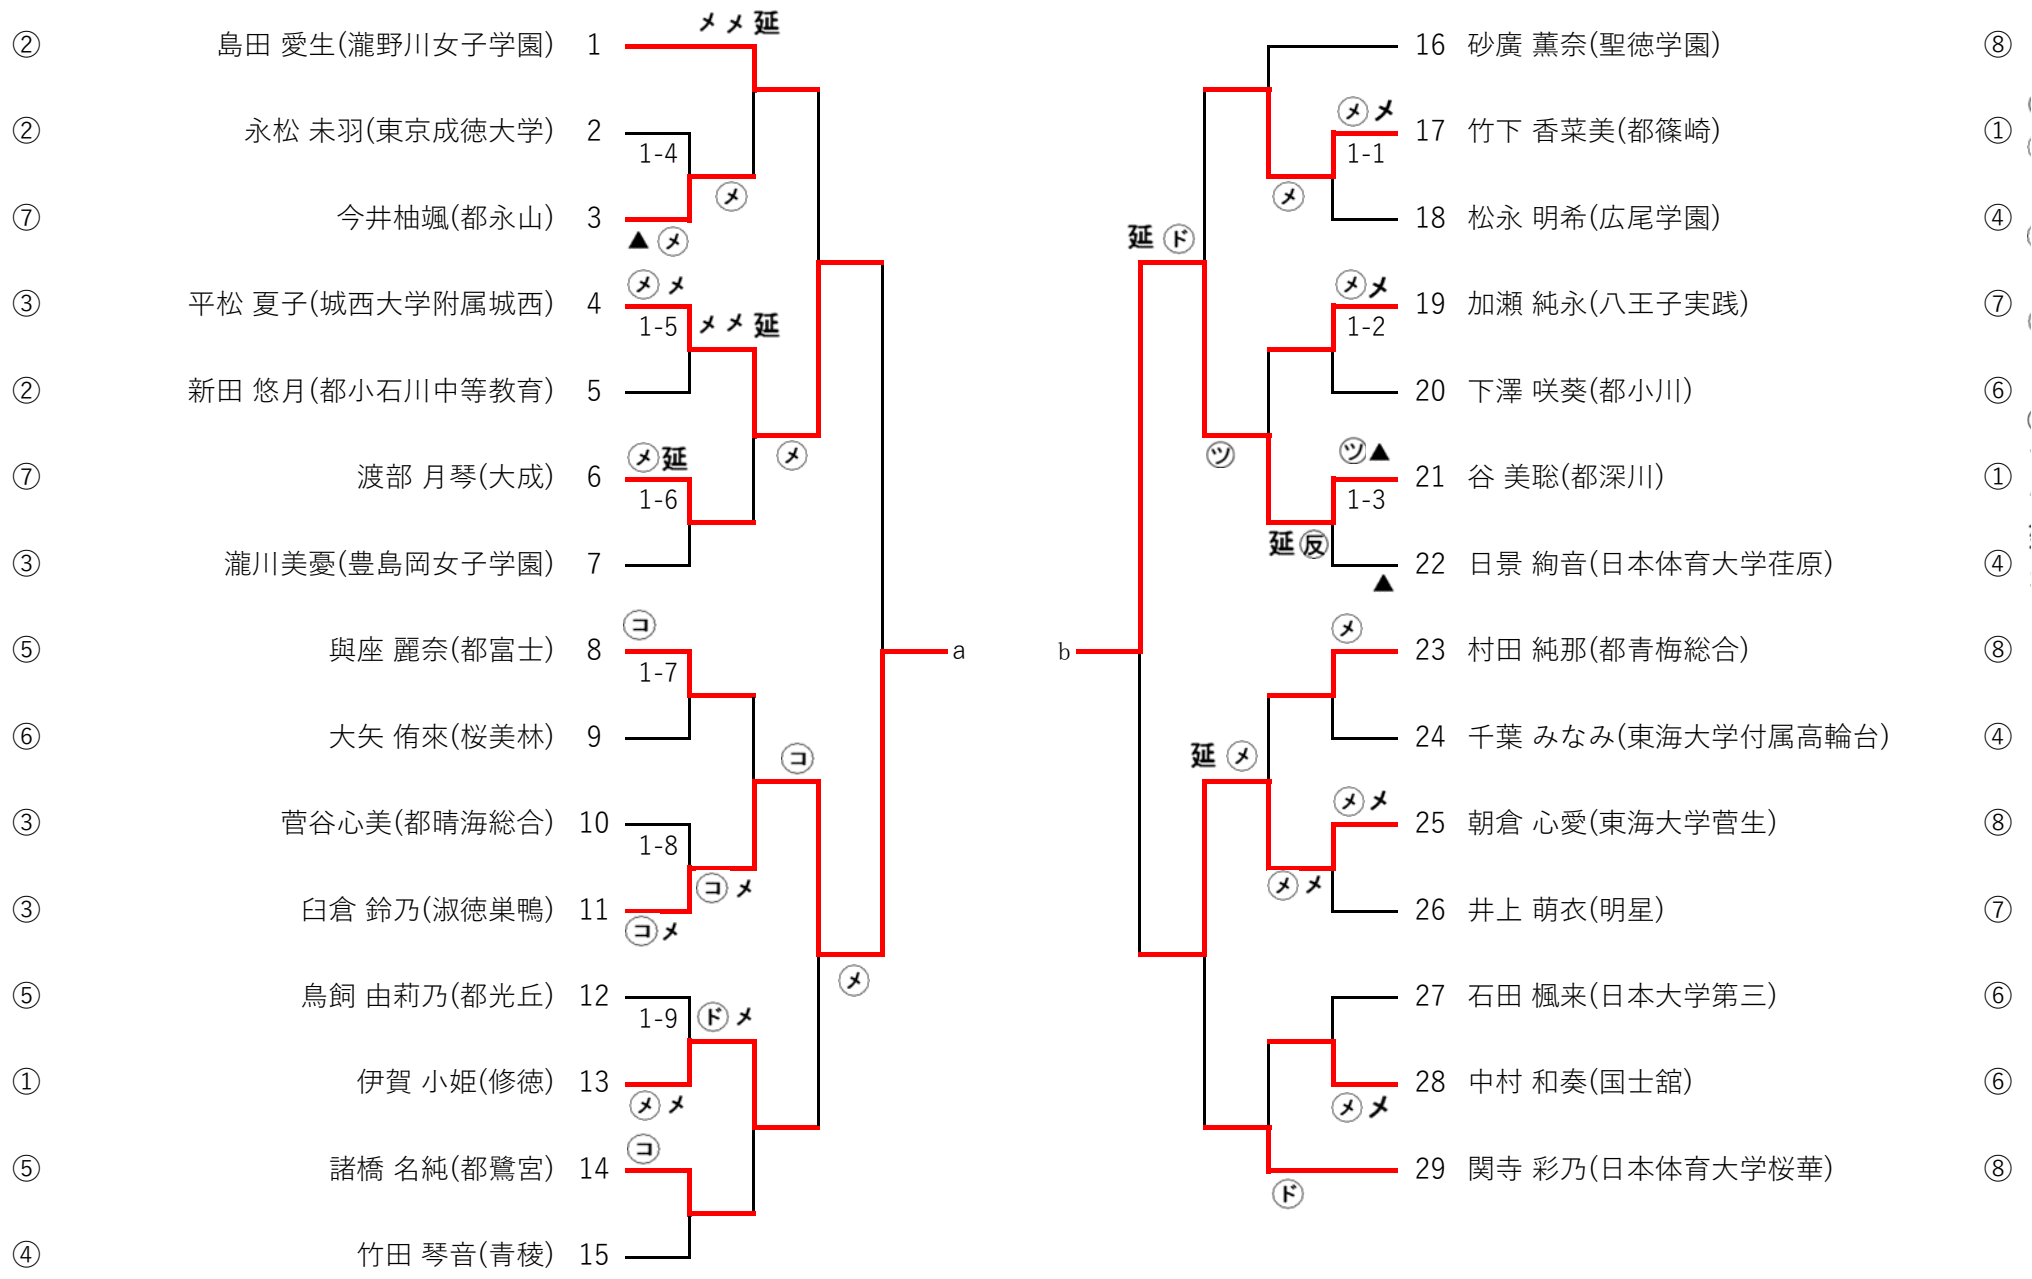 メメ延
② 島田 愛生(瀧野川女子学園) 1
② 永松 未羽(東京成徳大学) 2
1-4
メ
⑦ 今井柚颯(都永山) 3
▲ メ
メ メ
③ 平松 夏子(城西大学附属城西) 4
1-5
メメ延
② 新田 悠月(都小石川中等教育) 5
メ延
メ
⑦ 渡部 月琴(大成) 6
1-6
③ 瀧川美憂(豊島岡女子学園) 7
コ
⑤ 與座 麗奈(都富士) 8
1-7
a
⑥ 大矢 侑來(桜美林) 9
コ
③ 菅谷心美(都晴海総合) 10
1-8
コ メ
③ 臼倉 鈴乃(淑徳巣鴨) 11
コ メ
メ
⑤ 鳥飼 由莉乃(都光丘) 12
1-9
ド メ
① 伊賀 小姫(修徳) 13
メ メ
コ
⑤ 諸橋 名純(都鷺宮) 14
④ 竹田 琴音(青稜) 15
16 砂廣 薫奈(聖徳学園) ⑧
メメ
17 竹下 香菜美(都篠崎) ①
1-1
メ
18 松永 明希(広尾学園) ④
延 ド
メメ
19 加瀬 純永(八王子実践) ⑦
1-2
20 下澤 咲葵(都小川) ⑥
ツ
ツ▲
21 谷 美聡(都深川) ①
1-3
延 反
22 日景 絢音(日本体育大学荏原) ④
▲
メ
b
23 村田 純那(都青梅総合) ⑧
24 千葉 みなみ(東海大学付属高輪台) ④
延 メ
メ メ
25 朝倉 心愛(東海大学菅生) ⑧
メ メ
26 井上 萌衣(明星) ⑦
27 石田 楓来(日本大学第三) ⑥
28 中村 和奏(国士舘) ⑥
メ メ
29 関寺 彩乃(日本体育大学桜華) ⑧
ド